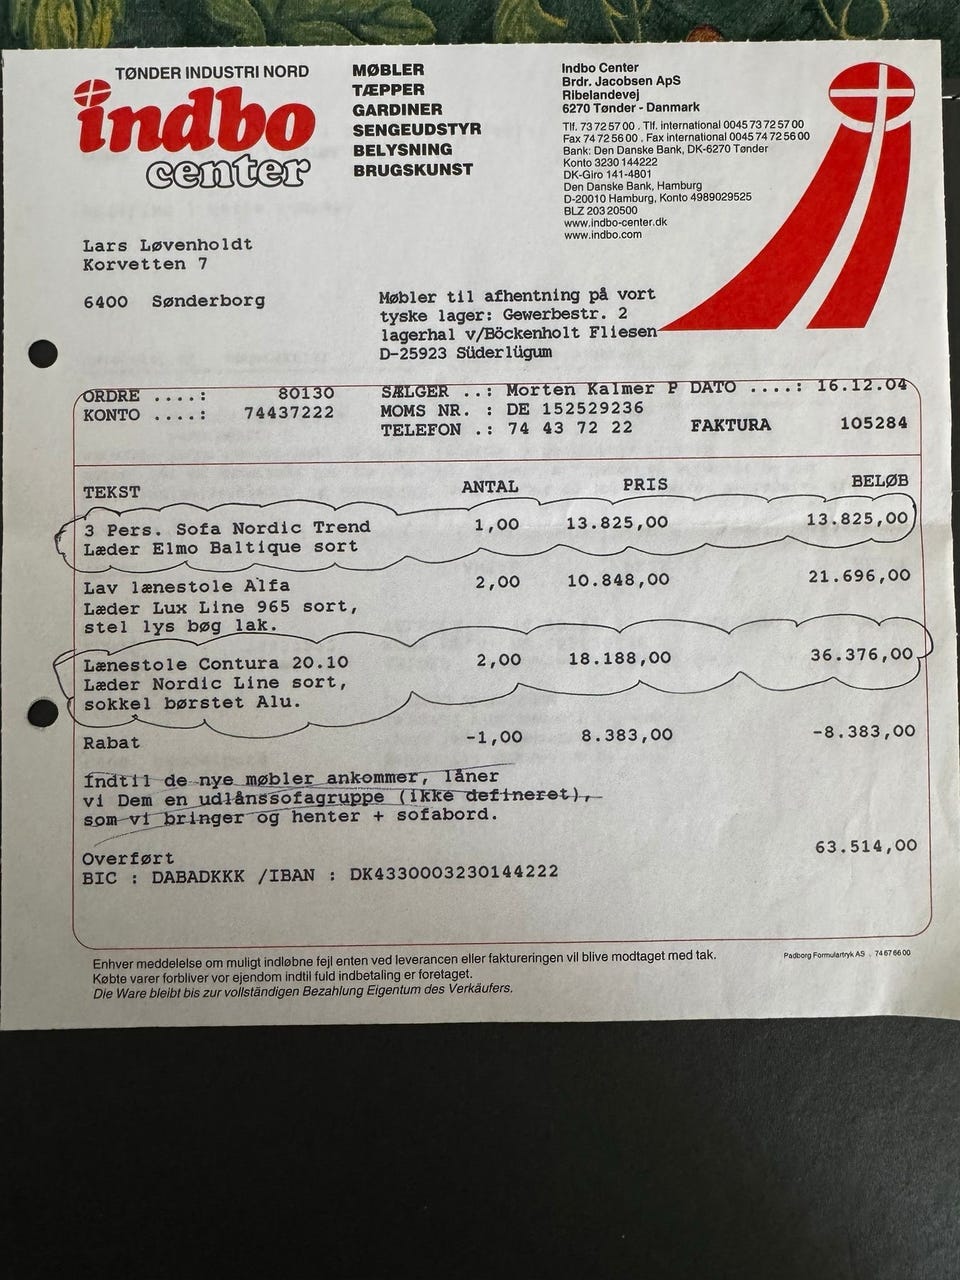 TØNDER INDUSTRI NORD
indbo
center
MØBLER
TÆPPER
GARDINER
SENGEUDSTYR
BELYSNING
BRUGSKUNST
Indbo Center
Brdr. Jacobsen ApS
Ribelandevej
6270 Tønder - Danmark
Tlf. 73 72 57 00 . Tlf. international 0045 73 72 57 00
Fax 74 72 56 00 . Fax international 0045 74 72 56 00
Bank: Den Danske Bank, DK-6270 Tønder
Konto 3230 144222
DK-Giro 141-4801
Den Danske Bank, Hamburg
D-20010 Hamburg, Konto 4989029525
BLZ 203 20500
www.indbo-center.dk
www.indbo.com
Lars Løvenholdt
Korvetten 7
6400 Sønderborg
Møbler til afhentning på vort
tyske lager: Gewerbestr. 2
lagerhal v/Böckenholt Fliesen
D-25923 Süderlügum
ORDRE ....: 80130 SÆLGER ..: Morten Kalmer P DATO ....: 16.12.04
KONTO ....: 74437222 MOMS NR. : DE 152529236
TELEFON .: 74 43 72 22 FAKTURA 105284
TEKST ANTAL PRIS BELØB
3 Pers. Sofa Nordic Trend 1,00 13.825,00 13.825,00
Læder Elmo Baltique sort
Lav lænestole Alfa 2,00 10.848,00 21.696,00
Læder Lux Line 965 sort,
stel lys bøg lak.
Lænestole Contura 20.10 2,00 18.188,00 36.376,00
Læder Nordic Line sort,
sokkel børstet Alu.
Rabat -1,00 8.383,00 -8.383,00
Indtil de nye møbler ankommer, låner
vi Dem en udlånssofagruppe (ikke defineret),
som vi bringer og henter + sofabord.
Overført 63.514,00
BIC : DABADKKK /IBAN : DK4330003230144222
Enhver meddelelse om muligt indløbne fejl enten ved leverancen eller faktureringen vil blive modtaget med tak.
Købte varer forbliver vor ejendom indtil fuld indbetaling er foretaget.
Die Ware bleibt bis zur vollständigen Bezahlung Eigentum des Verkäufers.
Padborg Formulartryk AS . 74 67 66 00